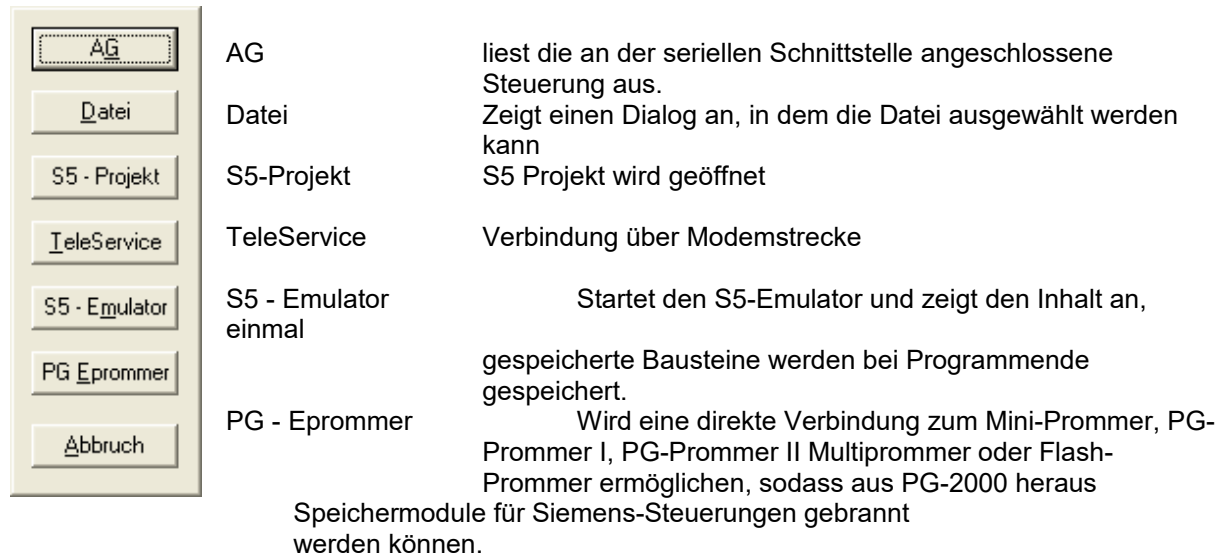 AG
Datei
S5 - Projekt
TeleService
S5 - Emulator
PG Eprommer
Abbruch
AG liest die an der seriellen Schnittstelle angeschlossene
Steuerung aus.
Datei Zeigt einen Dialog an, in dem die Datei ausgewählt werden
kann
S5-Projekt S5 Projekt wird geöffnet
TeleService Verbindung über Modemstrecke
S5 - Emulator Startet den S5-Emulator und zeigt den Inhalt an,
einmal
gespeicherte Bausteine werden bei Programmende
gespeichert.
PG - Eprommer Wird eine direkte Verbindung zum Mini-Prommer, PG-
Prommer I, PG-Prommer II Multiprommer oder Flash-
Prommer ermöglichen, sodass aus PG-2000 heraus
Speichermodule für Siemens-Steuerungen gebrannt
werden können.